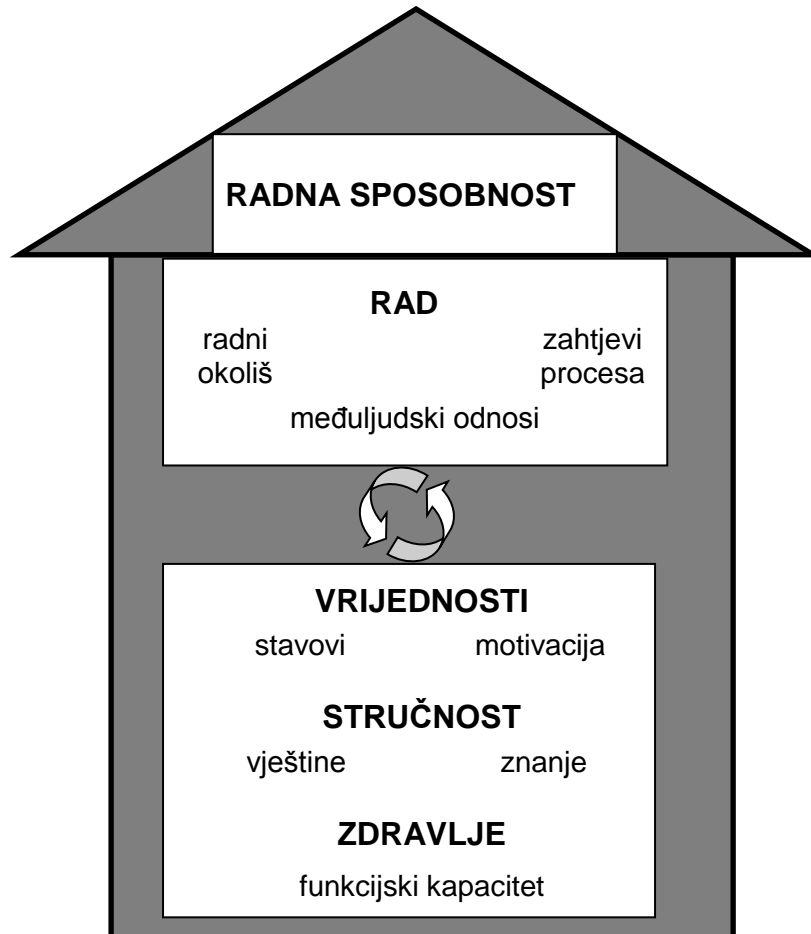 RADNA SPOSOBNOST
RAD
radni zahtjevi
okoliš procesa
međuljudski odnosi
VRIJEDNOSTI
stavovi motivacija
STRUČNOST
vještine znanje
ZDRAVLJE
funkcijski kapacitet